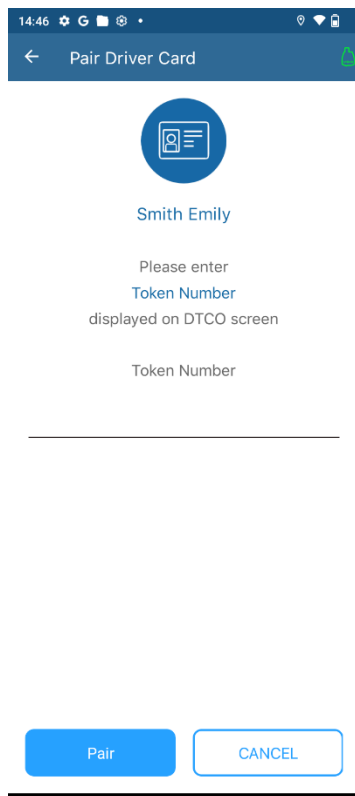 14:46 G
Pair Driver Card
Smith Emily
Please enter
Token Number
displayed on DTCO screen
Token Number
Pair
CANCEL